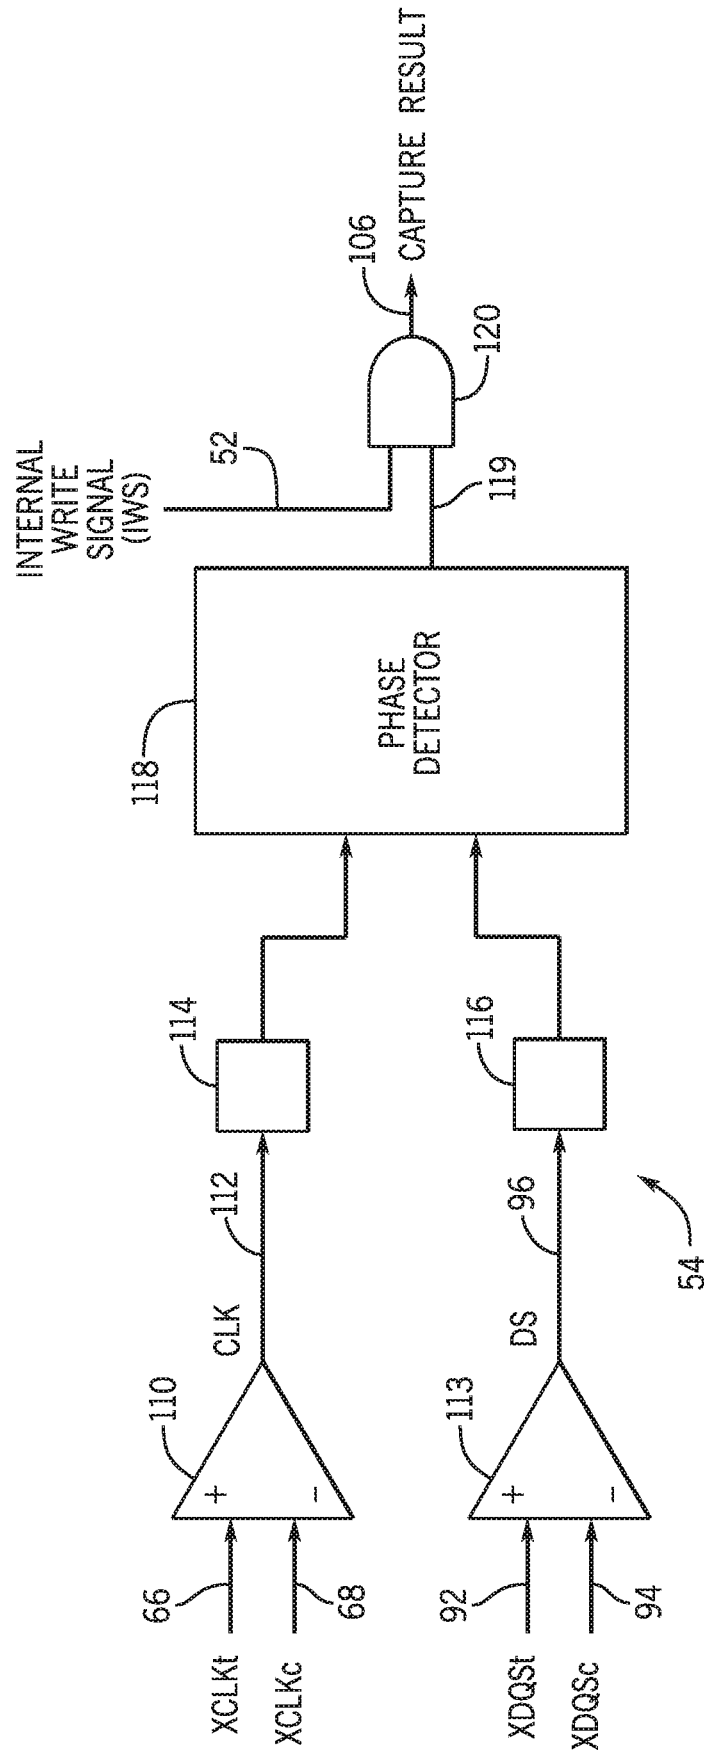 INTERNAL
WRITE
SIGNAL
(IWS)
52
106
CAPTURE RESULT
120
119
118
PHASE
DETECTOR
114
116
112
CLK
110
+
−
66
XCLKt
68
XCLKc
96
DS
113
+
−
92
XDQSt
94
XDQSc
54